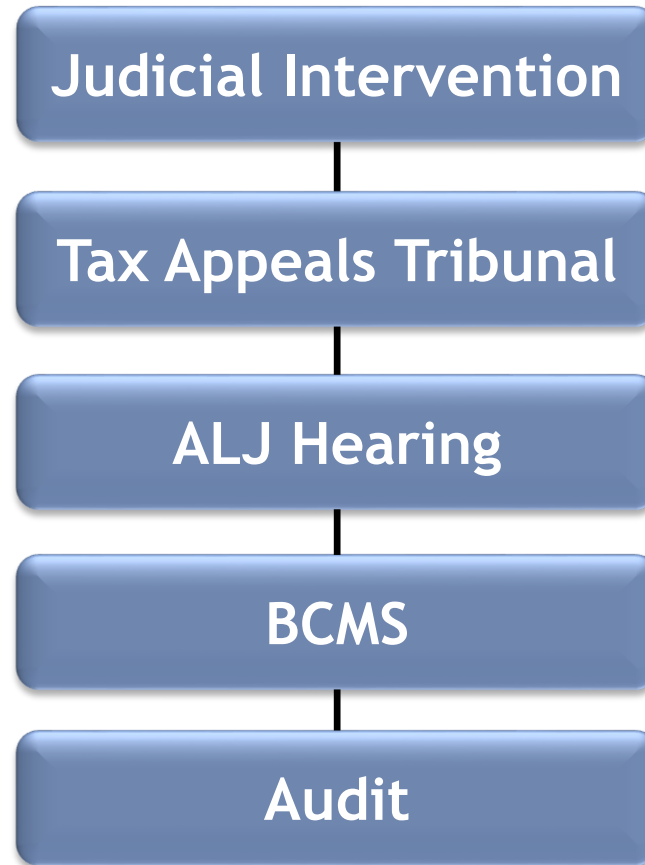 Judicial Intervention
Tax Appeals Tribunal
ALJ Hearing
BCMS
Audit